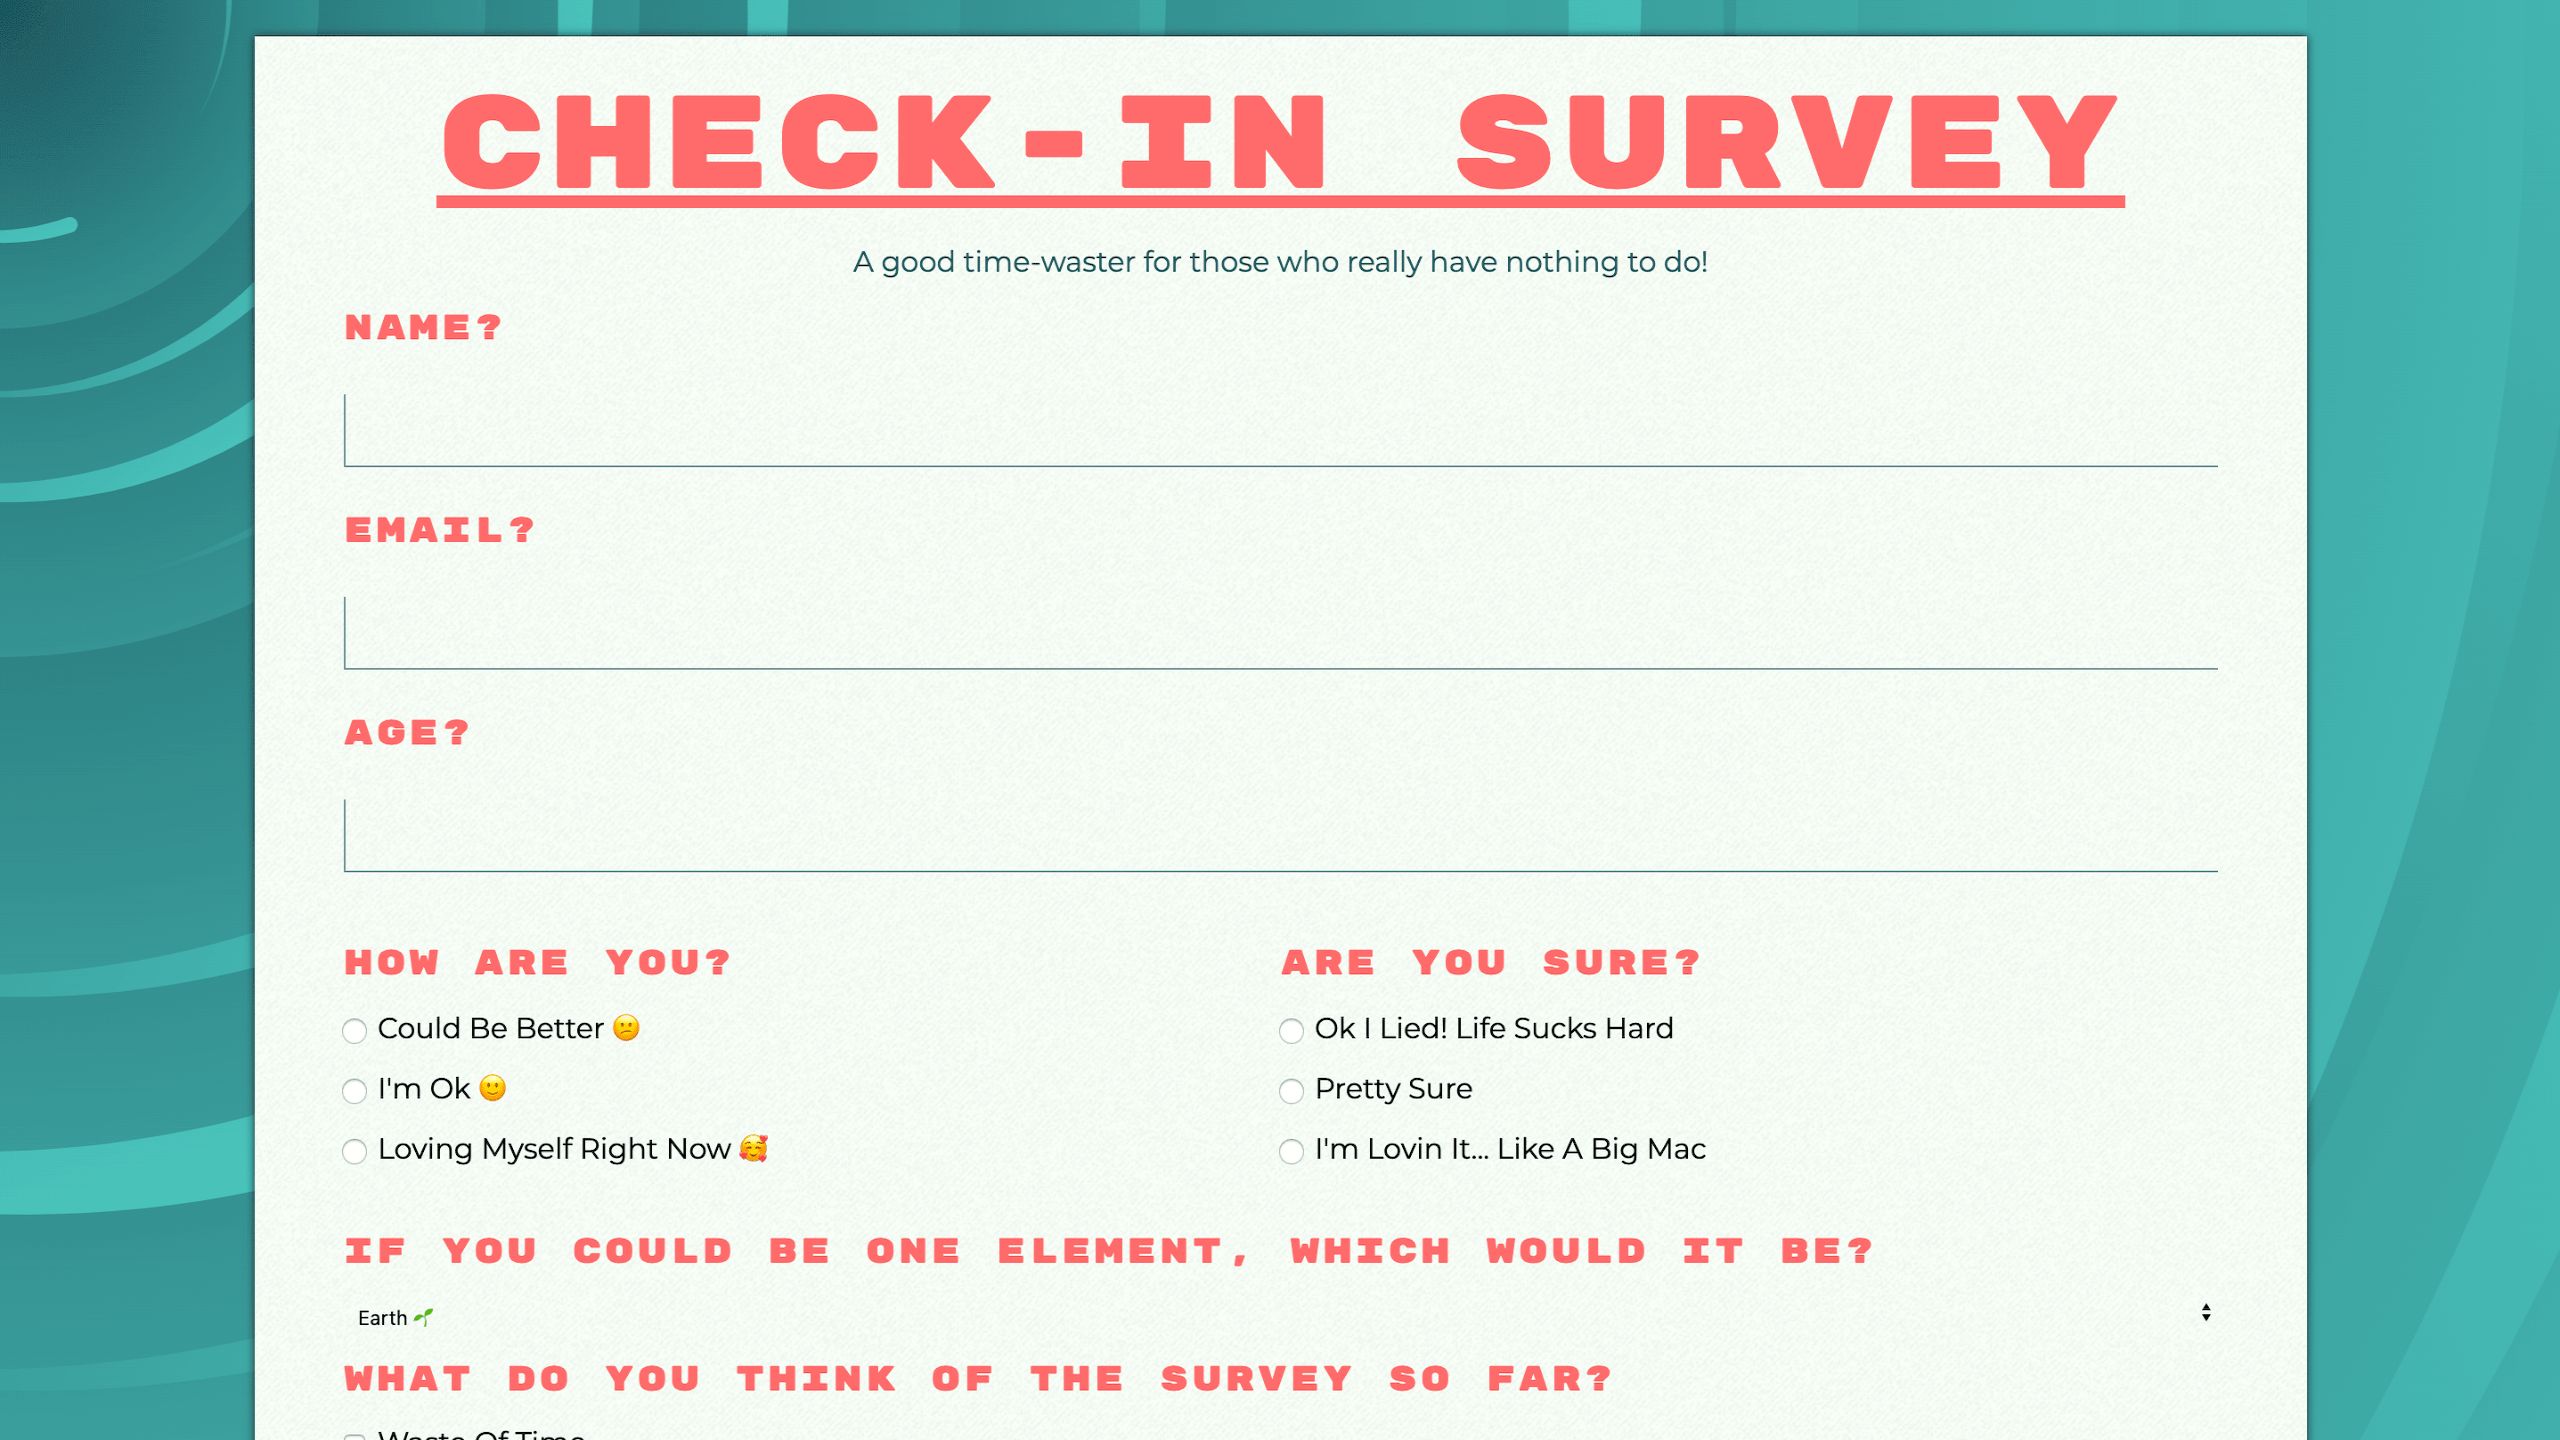 CHECK-IN SURVEY
A good time-waster for those who really have nothing to do!
NAME?
EMAIL?
AGE?
HOW ARE YOU?
Could Be Better 😕
I'm Ok 🙂
Loving Myself Right Now 🥰
ARE YOU SURE?
Ok I Lied! Life Sucks Hard
Pretty Sure
I'm Lovin It... Like A Big Mac
IF YOU COULD BE ONE ELEMENT, WHICH WOULD IT BE?
Earth 🌱
WHAT DO YOU THINK OF THE SURVEY SO FAR?
Waste Of Time